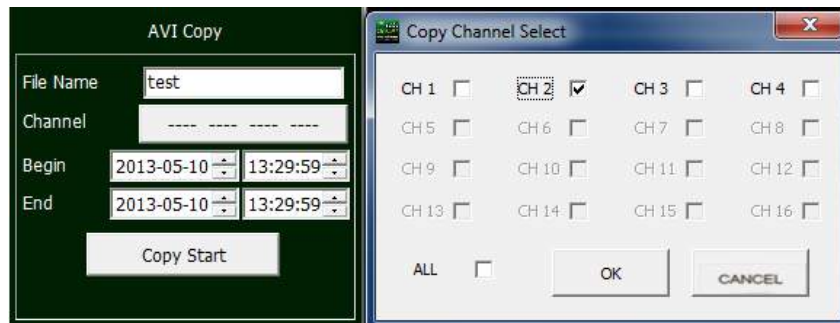 AVI Copy
File Name test
Channel ---- ---- ---- ----
Begin 2013-05-10 13:29:59
End 2013-05-10 13:29:59
Copy Start
Copy Channel Select
CH 1 CH 2 CH 3 CH 4
CH 5 CH 6 CH 7 CH 8
CH 9 CH 10 CH 11 CH 12
CH 13 CH 14 CH 15 CH 16
ALL OK CANCEL